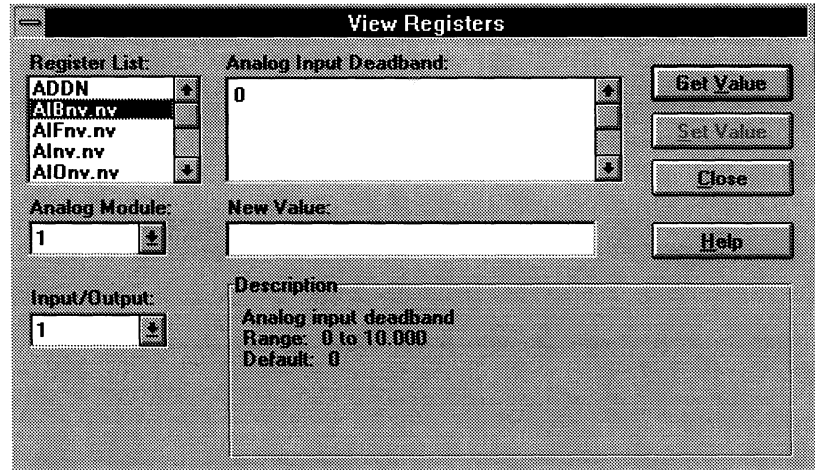 View Registers
Register List:
ADDN
AIBnv.nv
AIFnv.nv
AInv.nv
AIOnv.nv
Analog Input Deadband:
0
Get Value
Set Value
Close
Help
Analog Module:
1
New Value:
Input/Output:
1
Description
Analog input deadband
Range: 0 to 10.000
Default: 0